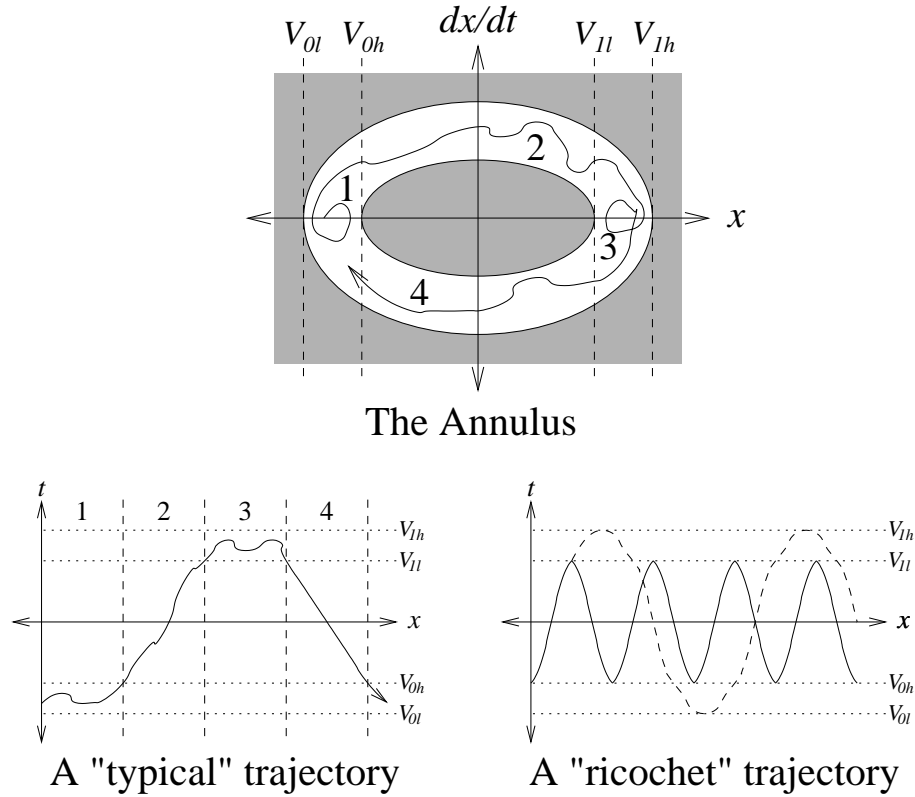 dx/dt
V0l V0h V1l V1h
2
1
x
3
4
The Annulus
t
1 2 3 4
V1h
V1l
x
V0h
V0l
A "typical" trajectory
t
V1h
V1l
x
V0h
V0l
A "ricochet" trajectory